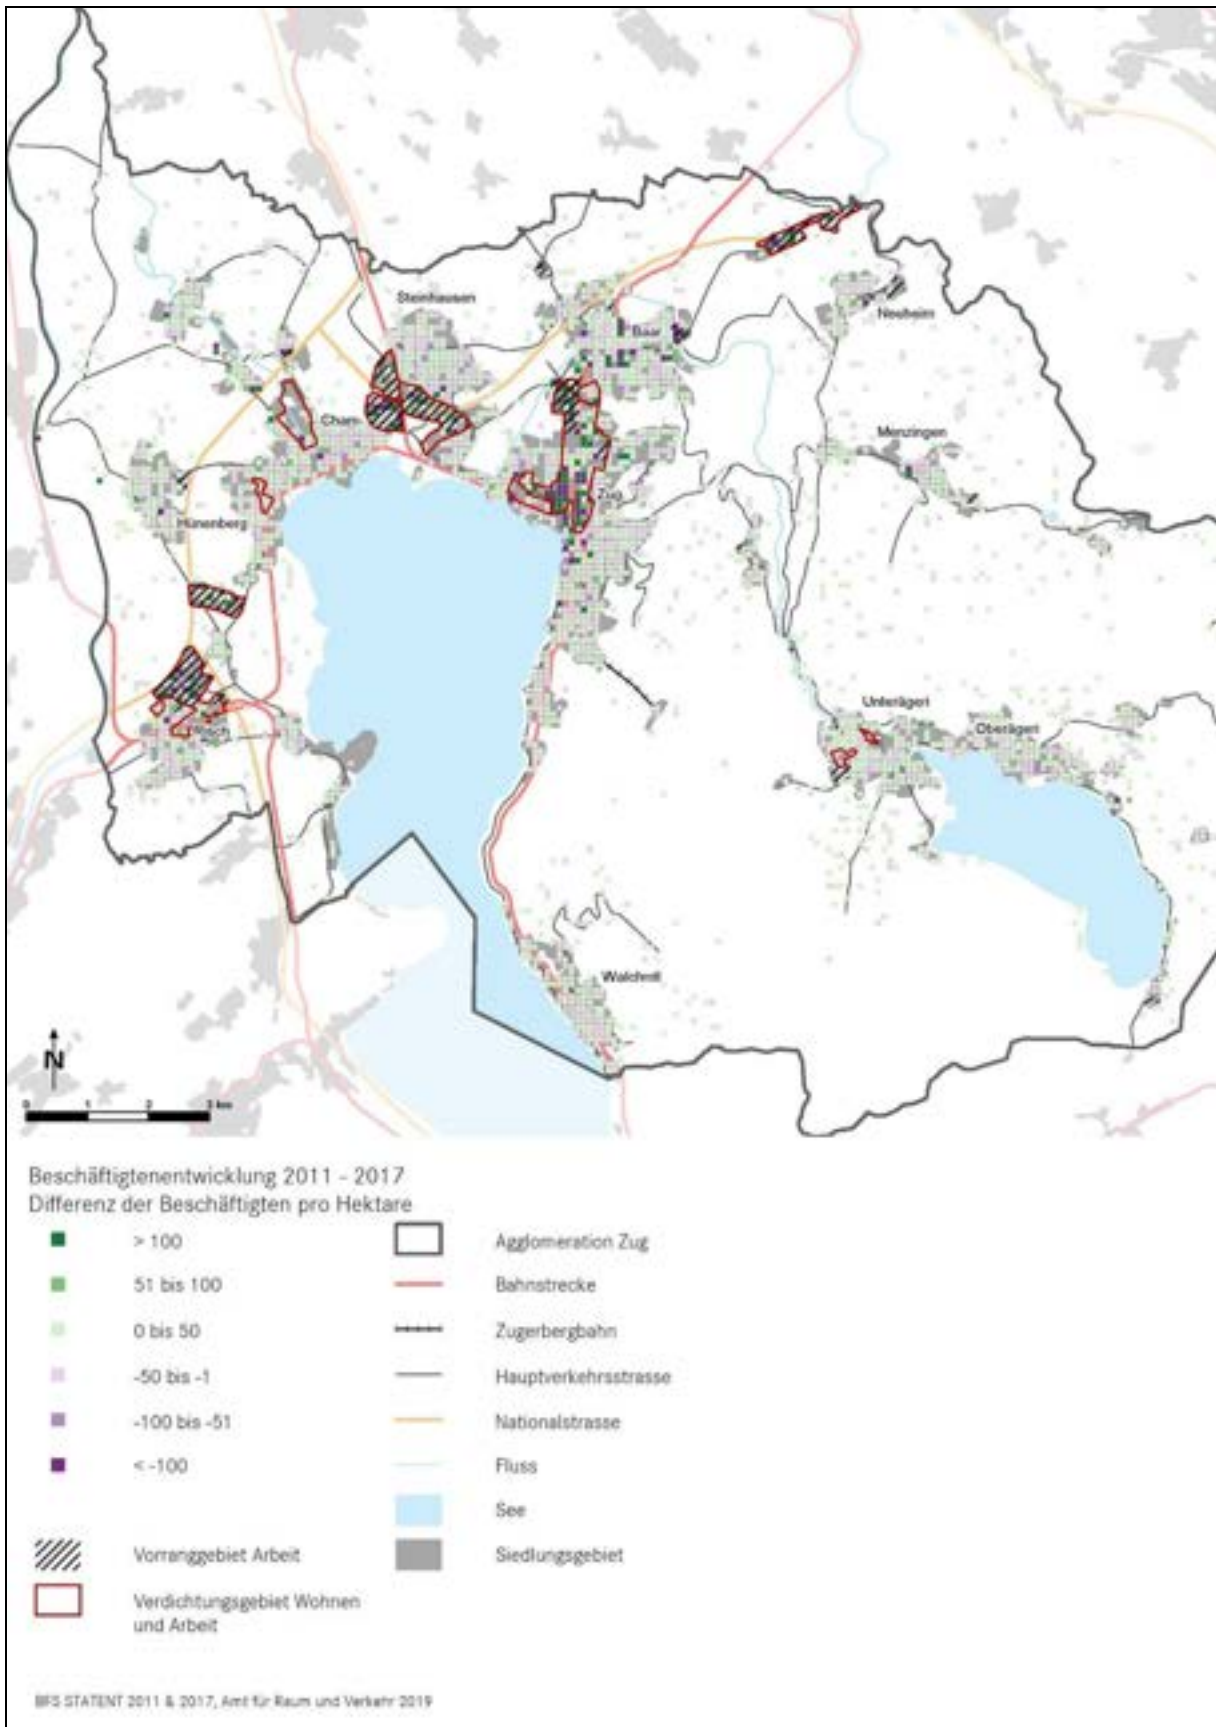 Steinhausen
Baar
Neuheim
Cham
Menzingen
Zug
Hünenberg
Unterägeri
Oberägeri
Risch
Walchwil
N
0 1 2 3 km
Beschäftigtenentwicklung 2011 - 2017
Differenz der Beschäftigten pro Hektare
> 100
51 bis 100
0 bis 50
-50 bis -1
-100 bis -51
< -100
Vorranggebiet Arbeit
Verdichtungsgebiet Wohnen
und Arbeit
Agglomeration Zug
Bahnstrecke
Zugerbergbahn
Hauptverkehrsstrasse
Nationalstrasse
Fluss
See
Siedlungsgebiet
BFS STATENT 2011 & 2017, Amt für Raum und Verkehr 2019